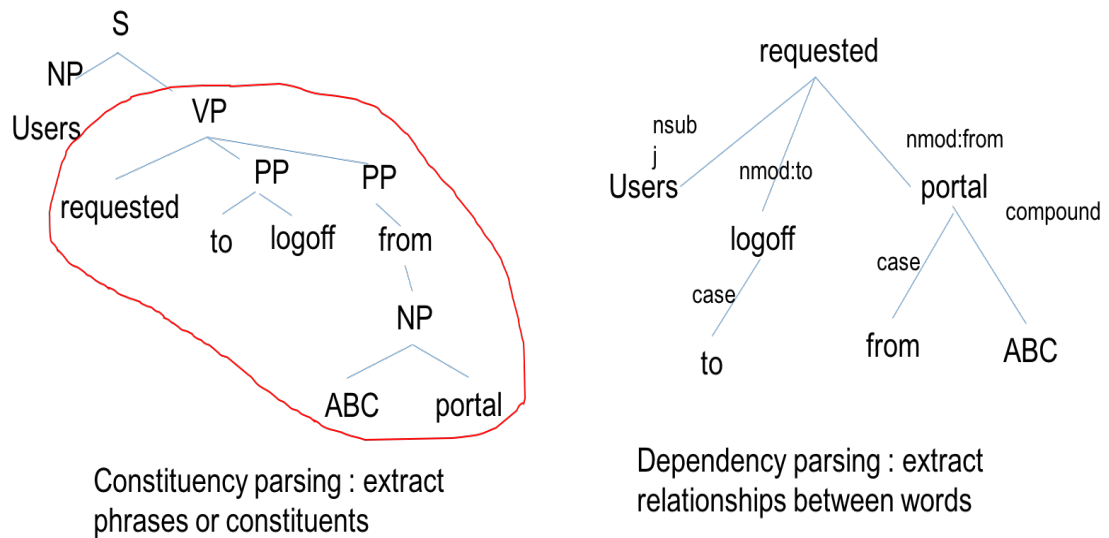 S
NP
Users
VP
requested
PP
PP
to
logoff
from
NP
ABC
portal
Constituency parsing : extract
phrases or constituents
requested
nsub
j
nmod:to
nmod:from
Users
portal
compound
logoff
case
case
to
from
ABC
Dependency parsing : extract
relationships between words